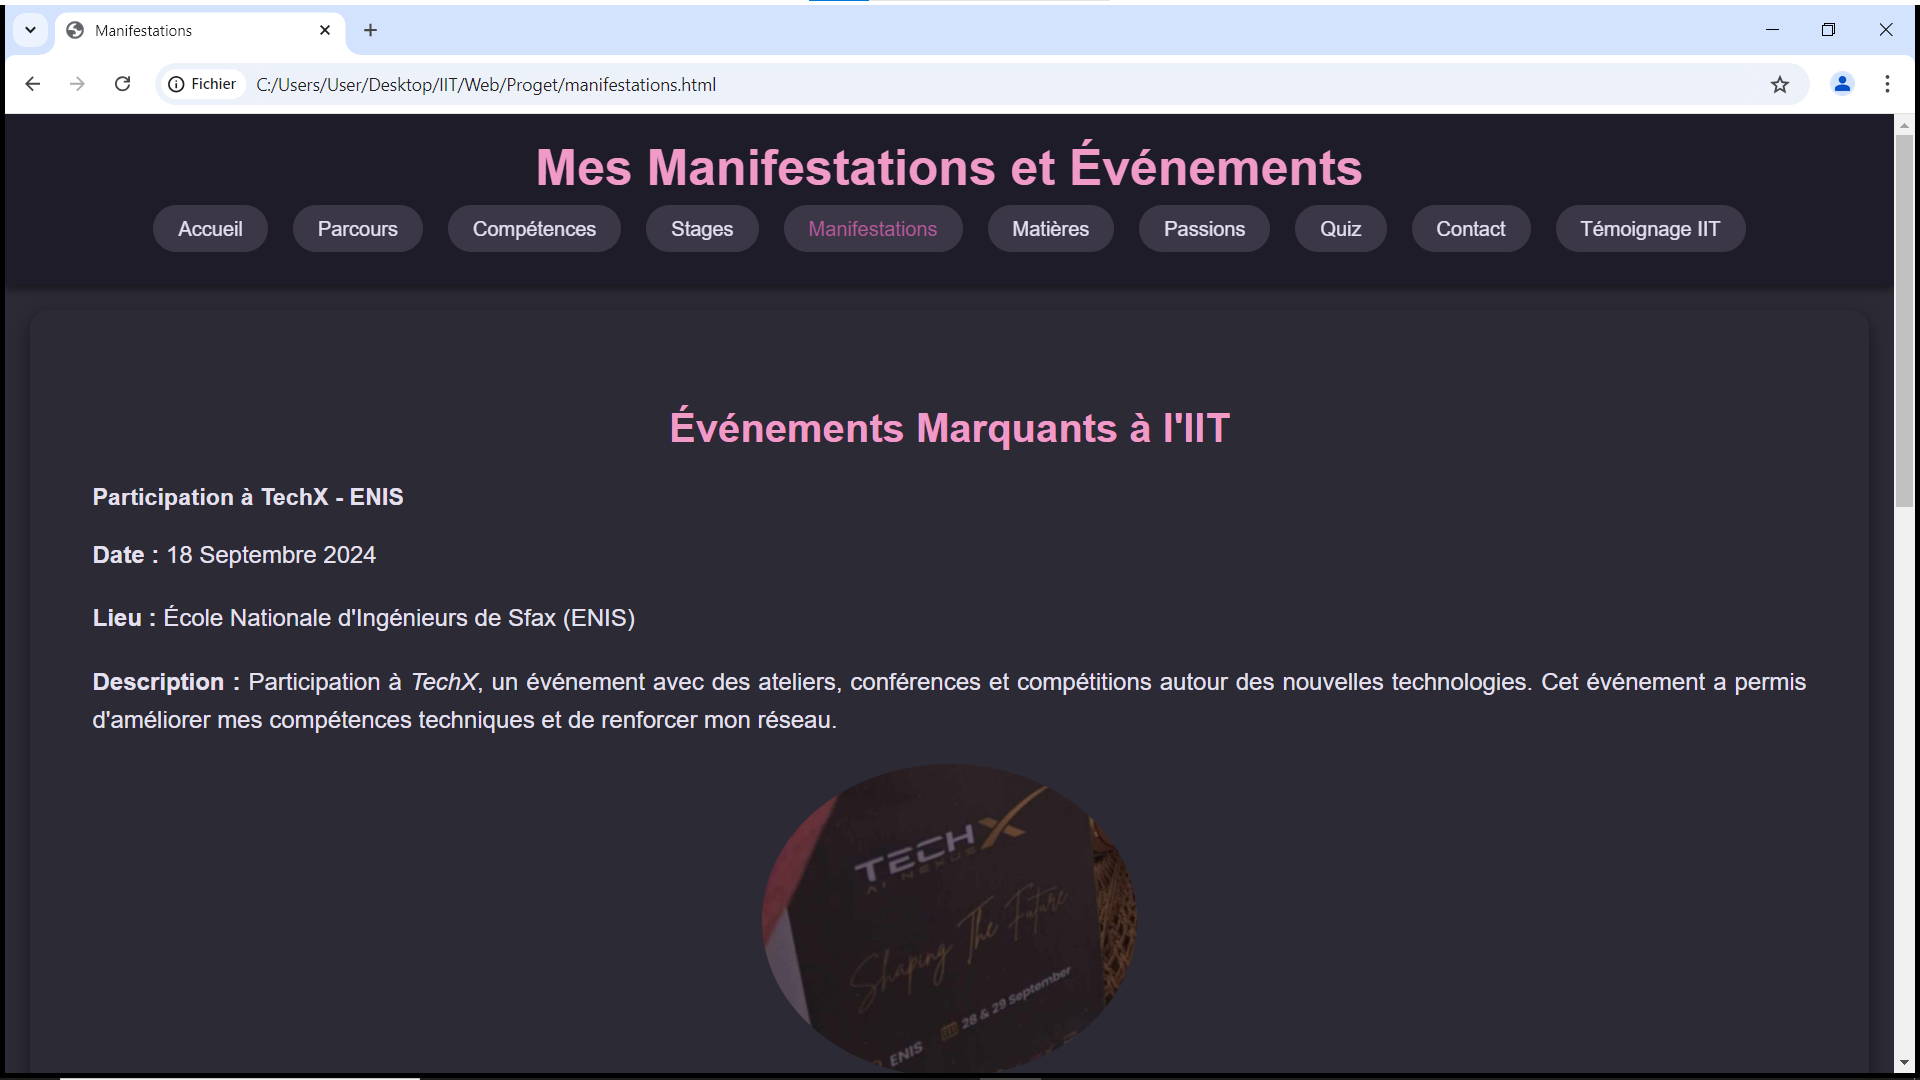 Manifestations
Fichier C:/Users/User/Desktop/IIT/Web/Proget/manifestations.html
Mes Manifestations et Événements
Accueil Parcours Compétences Stages Manifestations Matières Passions Quiz Contact Témoignage IIT
Événements Marquants à l'IIT
Participation à TechX - ENIS
Date : 18 Septembre 2024
Lieu : École Nationale d'Ingénieurs de Sfax (ENIS)
Description : Participation à TechX, un événement avec des ateliers, conférences et compétitions autour des nouvelles technologies. Cet événement a permis
d'améliorer mes compétences techniques et de renforcer mon réseau.
TECHX
AI NEXUS
Shaping The Future
28 & 29 September
ENIS